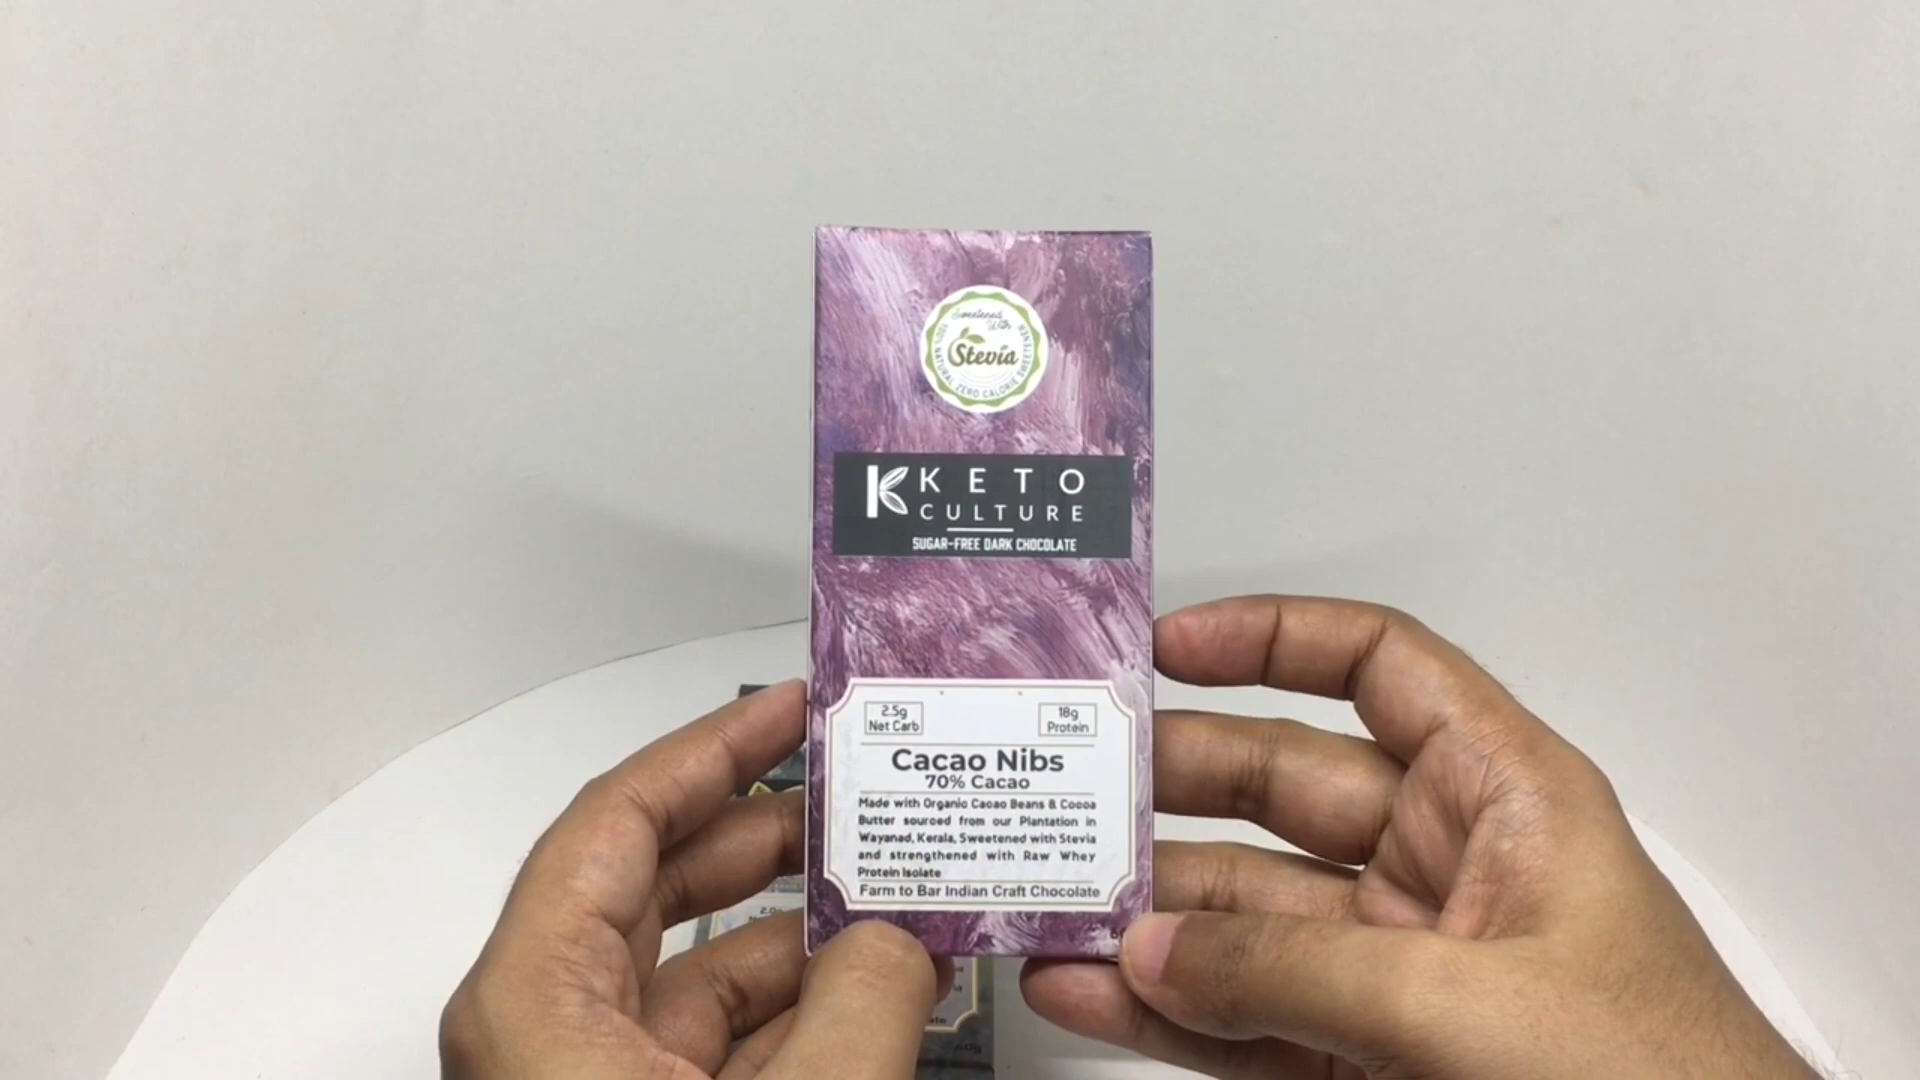 Sweetened
With
Stevia
100% NATURAL ZERO CALORIE SWEETENER
KETO
CULTURE
SUGAR-FREE DARK CHOCOLATE
2.5g
Net Carb
18g
Protein
Cacao Nibs
70% Cacao
Made with Organic Cacao Beans & Cocoa
Butter sourced from our Plantation in
Wayanad, Kerala, Sweetened with Stevia
and strengthened with Raw Whey
Protein Isolate
Farm to Bar Indian Craft Chocolate